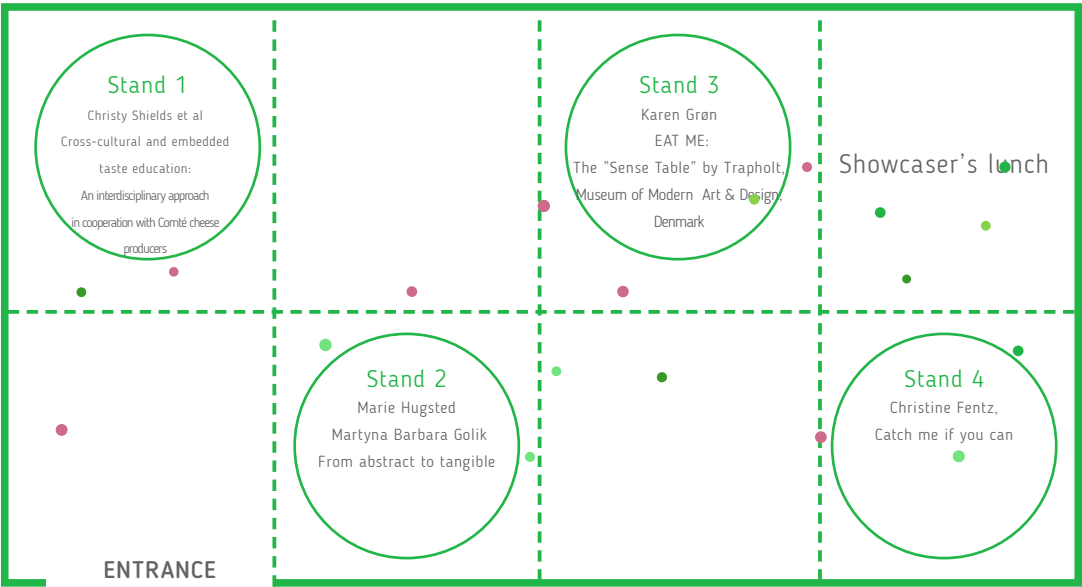 Stand 1
Christy Shields et al
Cross-cultural and embedded
taste education:
An interdisciplinary approach
in cooperation with Comté cheese
producers
Stand 3
Karen Grøn
EAT ME:
The "Sense Table" by Trapholt,
Museum of Modern Art & Design,
Denmark
Showcaser's lunch
Stand 2
Marie Hugsted
Martyna Barbara Golik
From abstract to tangible
Stand 4
Christine Fentz,
Catch me if you can
ENTRANCE